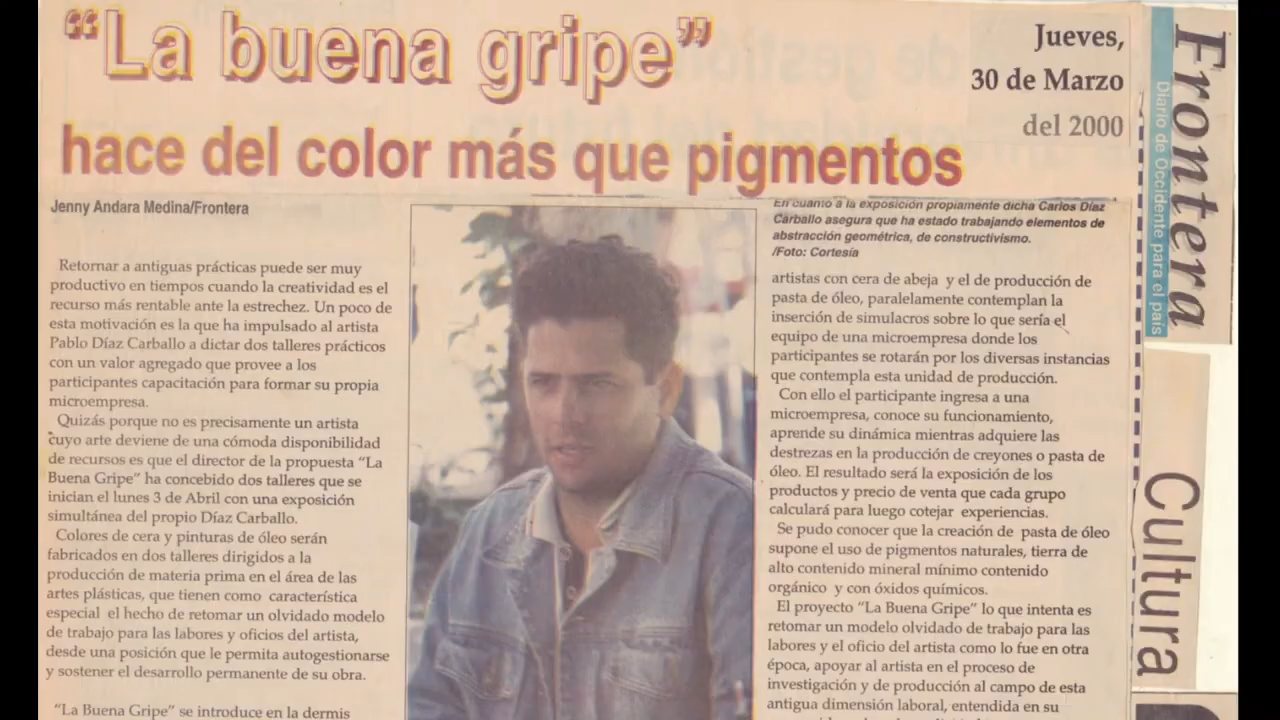 “La buena gripe”
hace del color más que pigmentos
Jueves,
30 de Marzo
del 2000
Frontera
Diario de Occidente para el país
Cultura
Jenny Andara Medina/Frontera
Retornar a antiguas prácticas puede ser muy
productivo en tiempos cuando la creatividad es el
recurso más rentable ante la estrechez. Un poco de
esta motivación es la que ha impulsado al artista
Pablo Díaz Carballo a dictar dos talleres prácticos
con un valor agregado que provee a los
participantes capacitación para formar su propia
microempresa.
Quizás porque no es precisamente un artista
cuyo arte deviene de una cómoda disponibilidad
de recursos es que el director de la propuesta “La
Buena Gripe” ha concebido dos talleres que se
inician el lunes 3 de Abril con una exposición
simultánea del propio Díaz Carballo.
Colores de cera y pinturas de óleo serán
fabricados en dos talleres dirigidos a la
producción de materia prima en el área de las
artes plásticas, que tienen como característica
especial el hecho de retomar un olvidado modelo
de trabajo para las labores y oficios del artista,
desde una posición que le permita autogestionarse
y sostener el desarrollo permanente de su obra.
“La Buena Gripe” se introduce en la dermis
En cuanto a la exposición propiamente dicha Carlos Díaz
Carballo asegura que ha estado trabajando elementos de
abstracción geométrica, de constructivismo.
/Foto: Cortesía
artistas con cera de abeja y el de producción de
pasta de óleo, paralelamente contemplan la
inserción de simulacros sobre lo que sería el
equipo de una microempresa donde los
participantes se rotarán por los diversas instancias
que contempla esta unidad de producción.
Con ello el participante ingresa a una
microempresa, conoce su funcionamiento,
aprende su dinámica mientras adquiere las
destrezas en la producción de creyones o pasta de
óleo. El resultado será la exposición de los
productos y precio de venta que cada grupo
calculará para luego cotejar experiencias.
Se pudo conocer que la creación de pasta de óleo
supone el uso de pigmentos naturales, tierra de
alto contenido mineral mínimo contenido
orgánico y con óxidos químicos.
El proyecto “La Buena Gripe” lo que intenta es
retomar un modelo olvidado de trabajo para las
labores y el oficio del artista como lo fue en otra
época, apoyar al artista en el proceso de
investigación y de producción al campo de esta
antigua dimensión laboral, entendida en su